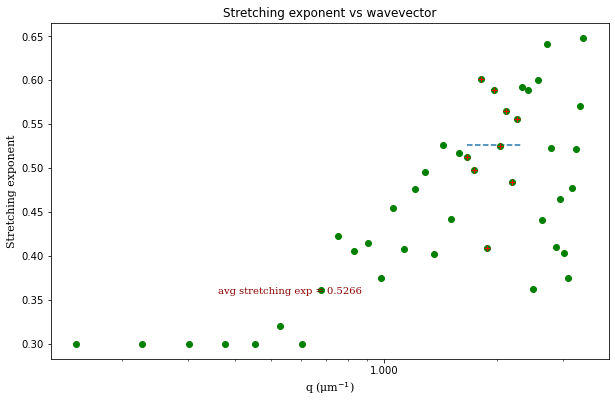 Stretching exponent vs wavevector
0.65
0.60
0.55
0.50
0.45
0.40
0.35
0.30
Stretching exponent
avg stretching exp = 0.5266
1.000
q (μm⁻¹)